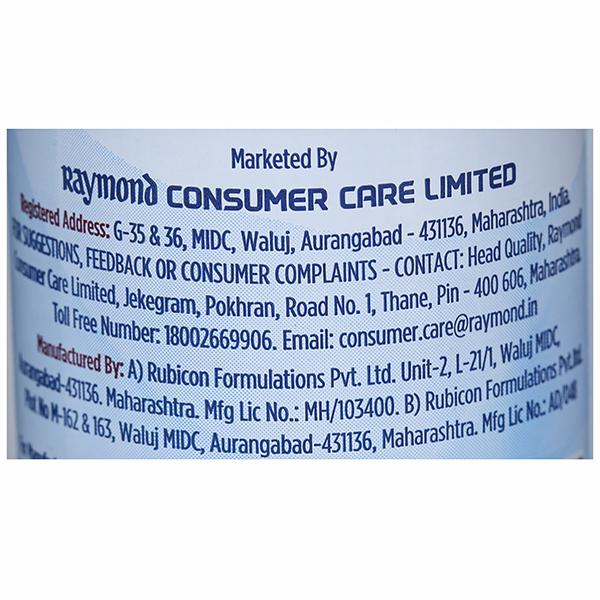 Marketed By
Raymond CONSUMER CARE LIMITED
Registered Address: G-35 & 36, MIDC, Waluj, Aurangabad - 431136, Maharashtra, India.
FOR SUGGESTIONS, FEEDBACK OR CONSUMER COMPLAINTS - CONTACT: Head Quality, Raymond
Consumer Care Limited, Jekegram, Pokhran, Road No. 1, Thane, Pin - 400 606, Maharashtra.
Toll Free Number: 18002669906. Email: consumer.care@raymond.in
Manufactured By: A) Rubicon Formulations Pvt. Ltd. Unit-2, L-21/1, Waluj MIDC,
Aurangabad-431136. Maharashtra. Mfg Lic No.: MH/103400. B) Rubicon Formulations Pvt. Ltd.
Plot No M-162 & 163, Waluj MIDC, Aurangabad-431136, Maharashtra. Mfg Lic No.: AD/048